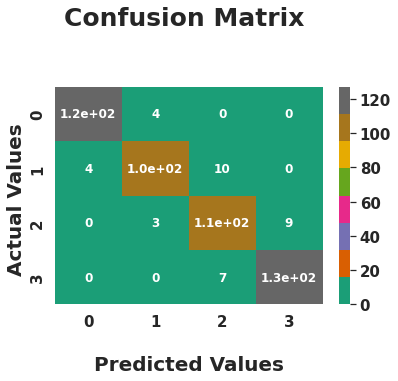 Confusion Matrix
0 1.2e+02 4 0 0
1 4 1.0e+02 10 0
2 0 3 1.1e+02 9
3 0 0 7 1.3e+02
0 1 2 3
Predicted Values
Actual Values
120
100
80
60
40
20
0